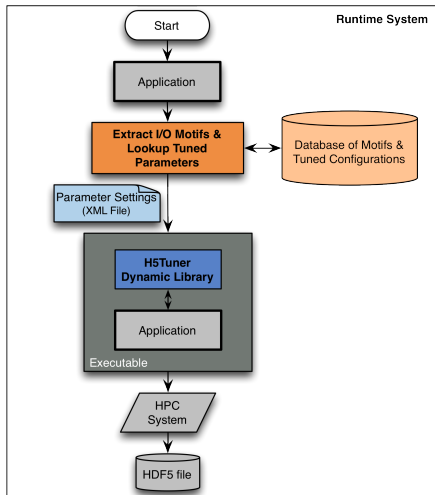 Runtime System
Start
Application
Extract I/O Motifs &
Lookup Tuned
Parameters
Database of Motifs &
Tuned Configurations
Parameter Settings
(XML File)
H5Tuner
Dynamic Library
Application
Executable
HPC
System
HDF5 file